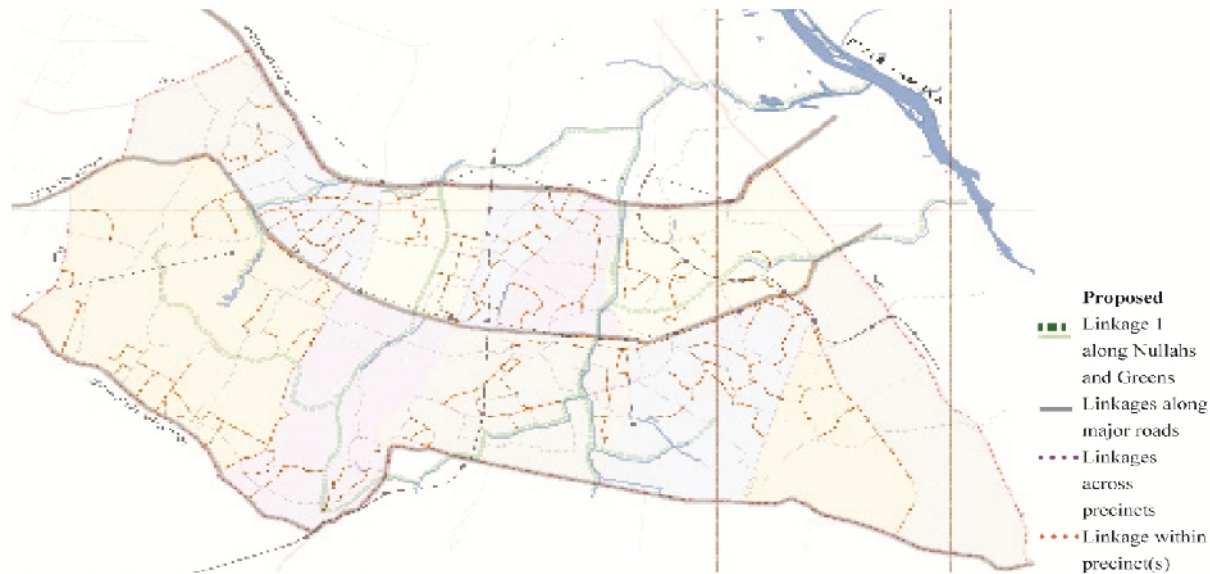 Proposed
Linkage 1
along Nullahs
and Greens
Linkages along
major roads
Linkages
across
precincts
Linkage within
precinct(s)